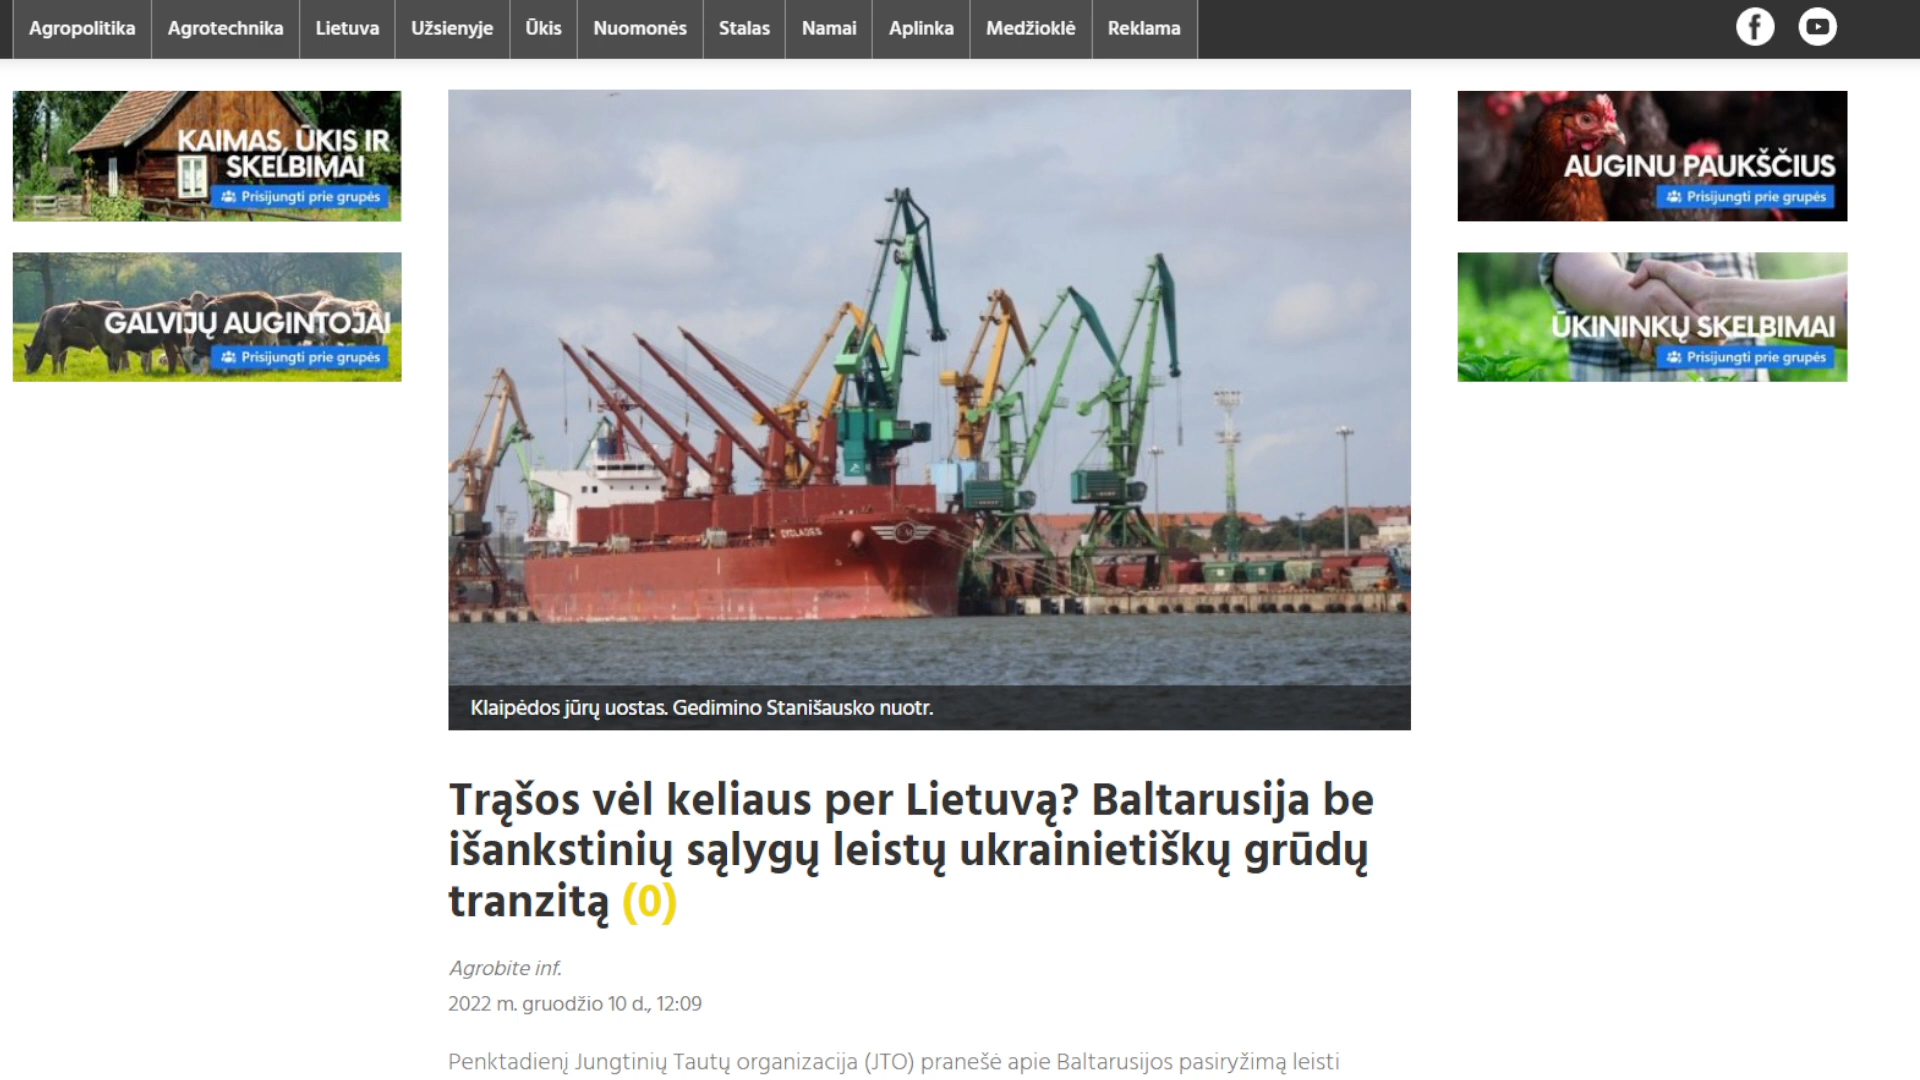 Agropolitika
Agrotechnika
Lietuva
Užsienyje
Ūkis
Nuomonės
Stalas
Namai
Aplinka
Medžioklė
Reklama
KAIMAS, ŪKIS IR
SKELBIMAI
Prisijungti prie grupės
GALVIJŲ AUGINTOJAI
Prisijungti prie grupės
CYCLADES
Klaipėdos jūrų uostas. Gedimino Stanišausko nuotr.
AUGINU PAUKŠČIUS
Prisijungti prie grupės
ŪKININKŲ SKELBIMAI
Prisijungti prie grupės
Trąšos vėl keliaus per Lietuvą? Baltarusija be
išankstinių sąlygų leistų ukrainietiškų grūdų
tranzitą (0)
Agrobite inf.
2022 m. gruodžio 10 d., 12:09
Penktadienį Jungtinių Tautų organizacija (JTO) pranešė apie Baltarusijos pasiryžimą leisti